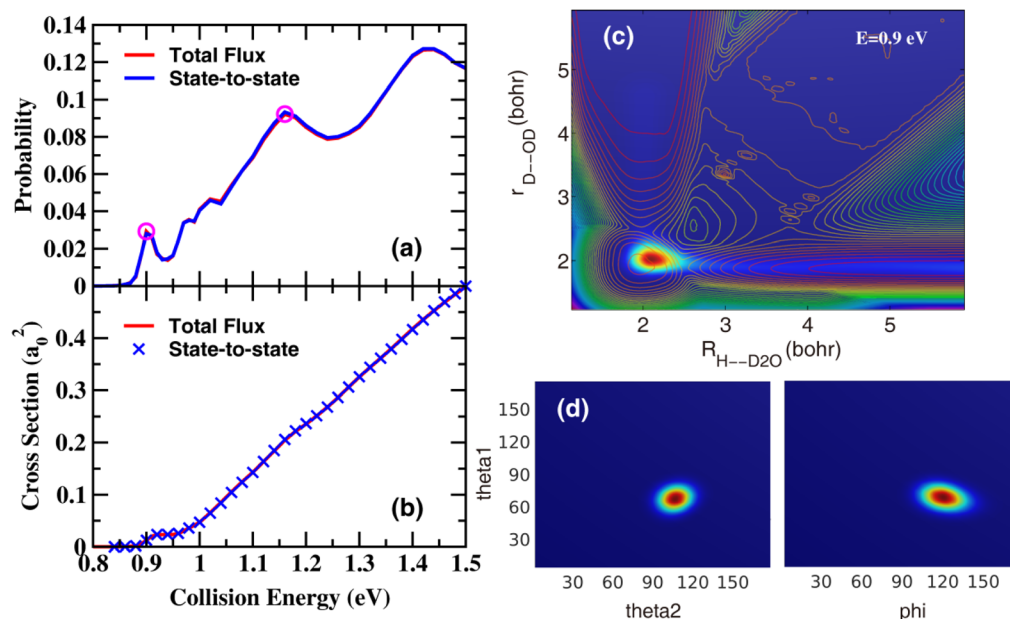 0.14
0.12
0.1
0.08
0.06
0.04
0.02
0
Probability
Total Flux
State-to-state
(a)
0.4
0.3
0.2
0.1
0
Cross Section (a₀²)
Total Flux
State-to-state
(b)
0.8 0.9 1 1.1 1.2 1.3 1.4 1.5
Collision Energy (eV)
(c)
E=0.9 eV
5
4
3
2
r D--OD (bohr)
2 3 4 5
R H--D2O (bohr)
(d)
150
120
90
60
30
theta1
30 60 90 120 150
theta2
30 60 90 120 150
phi